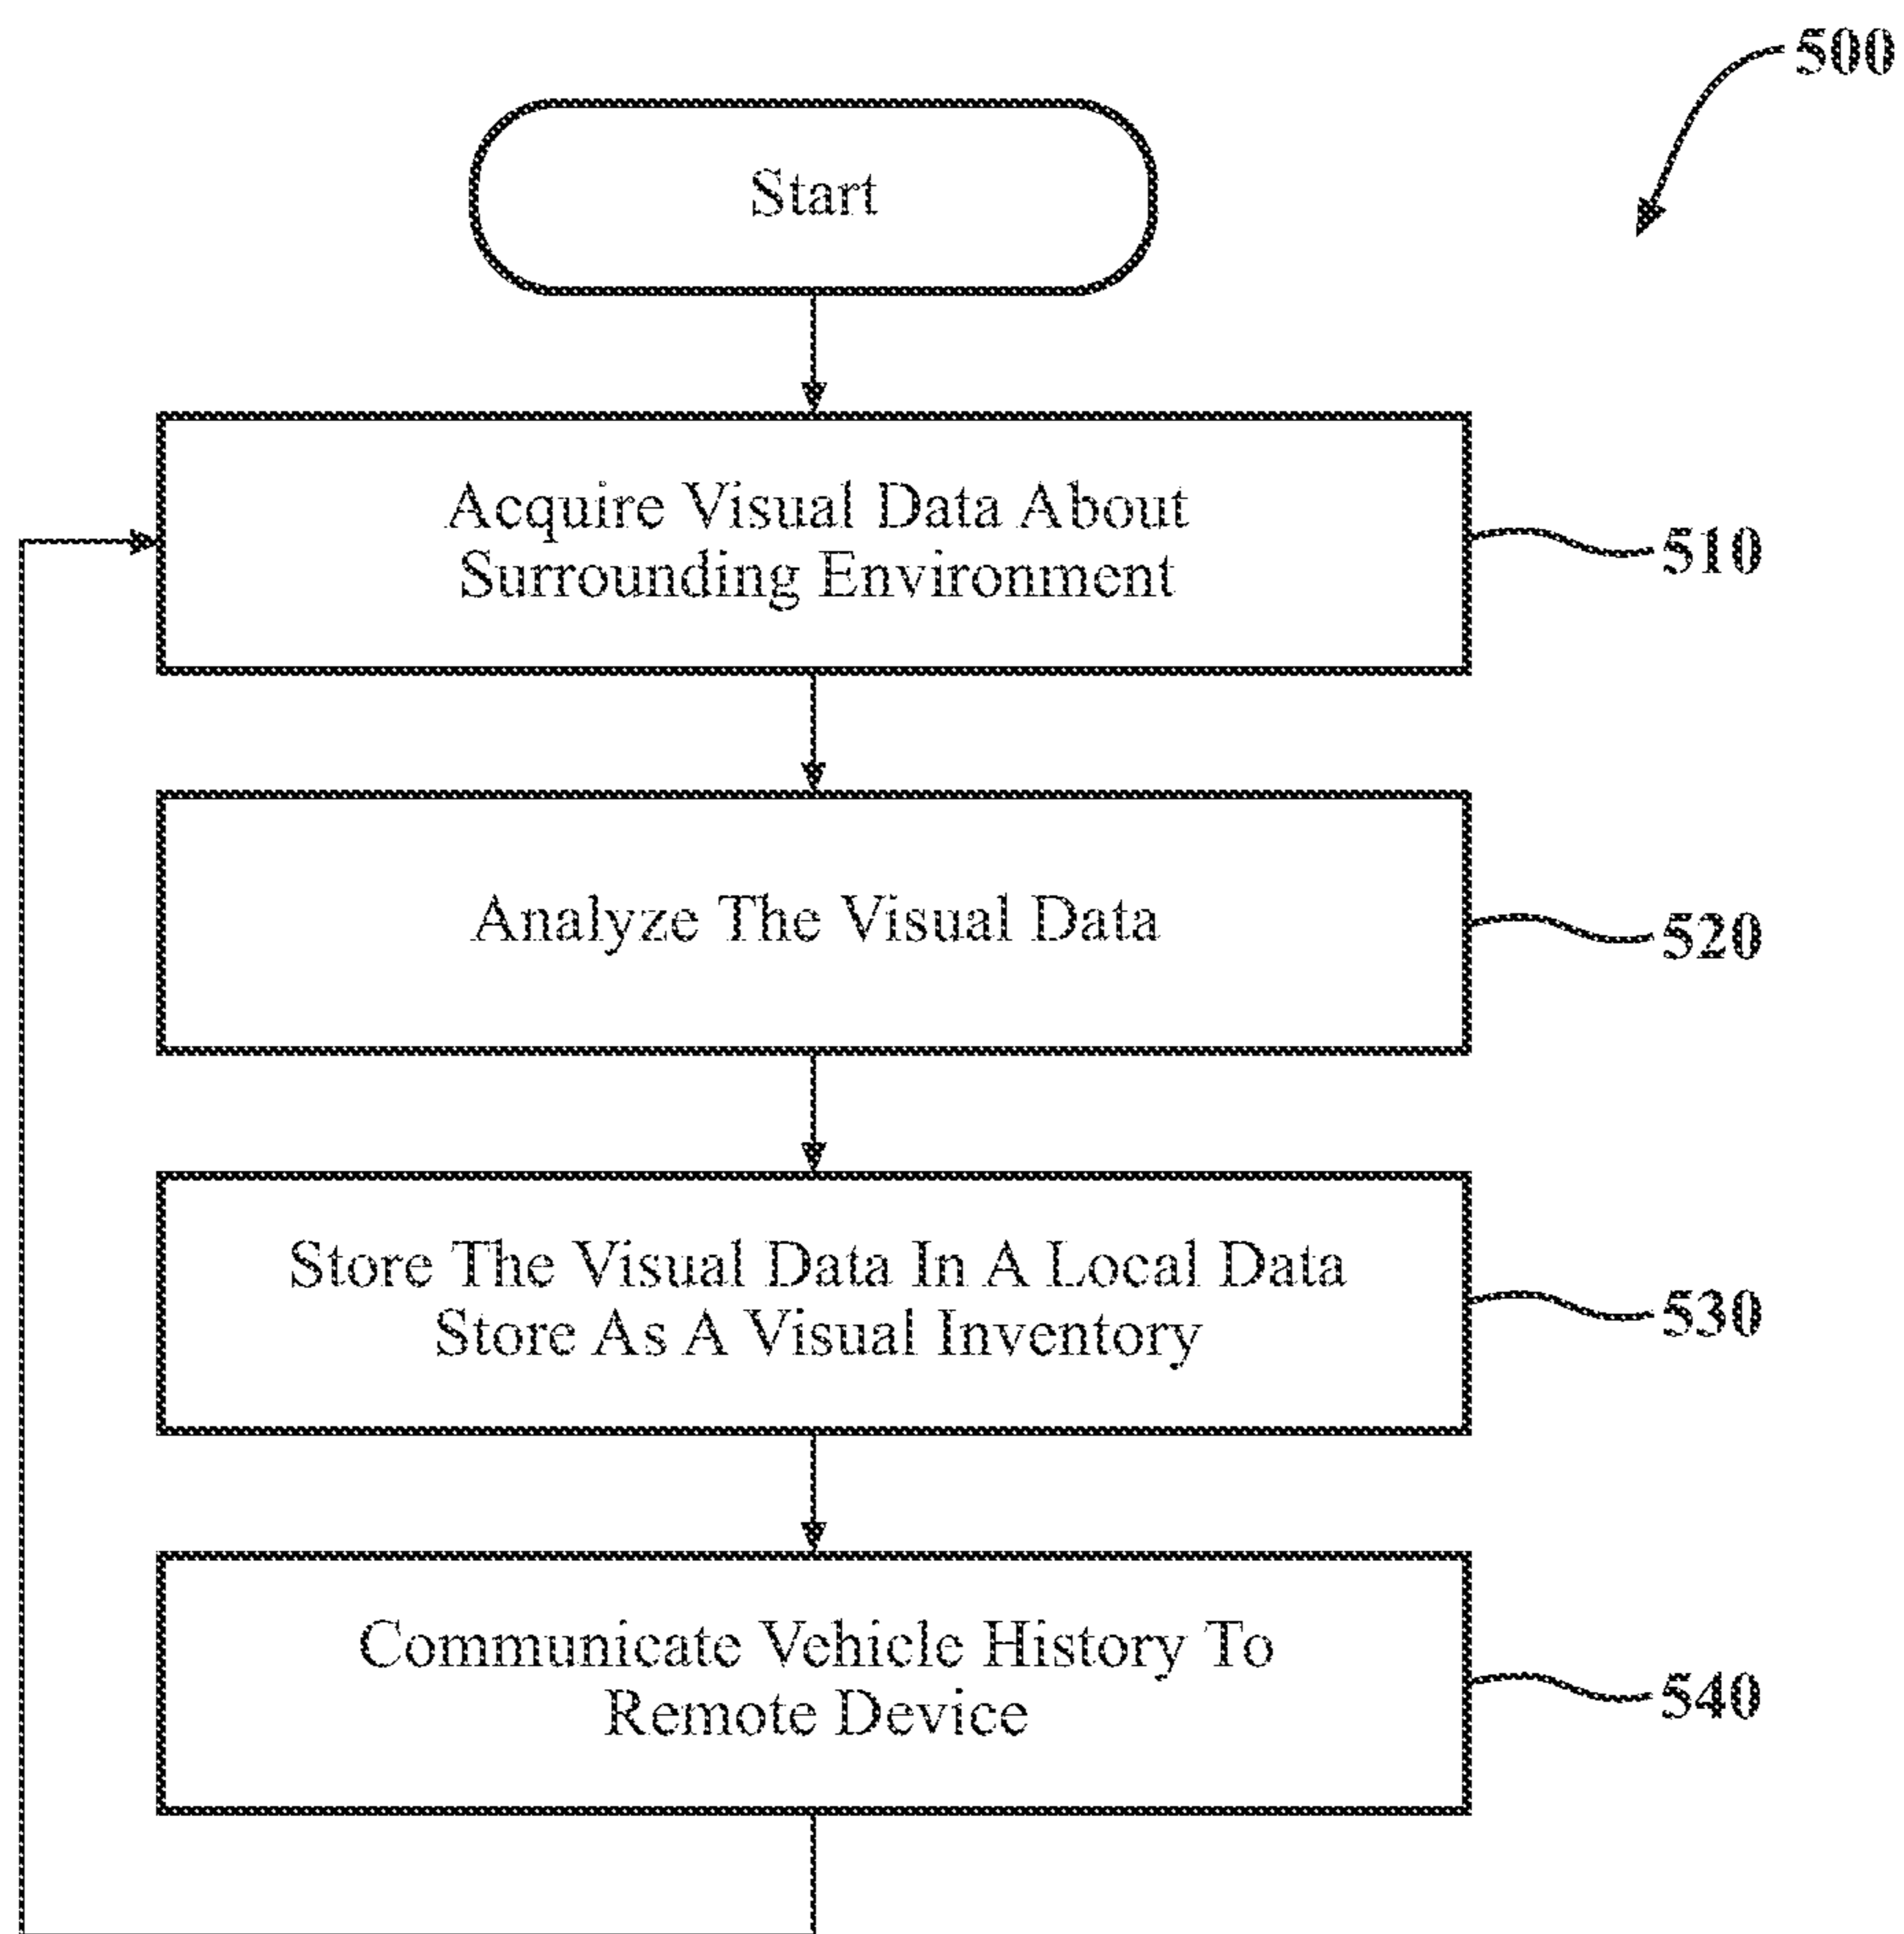 500
Start
Acquire Visual Data About
Surrounding Environment
510
Analyze The Visual Data
520
Store The Visual Data In A Local Data
Store As A Visual Inventory
530
Communicate Vehicle History To
Remote Device
540